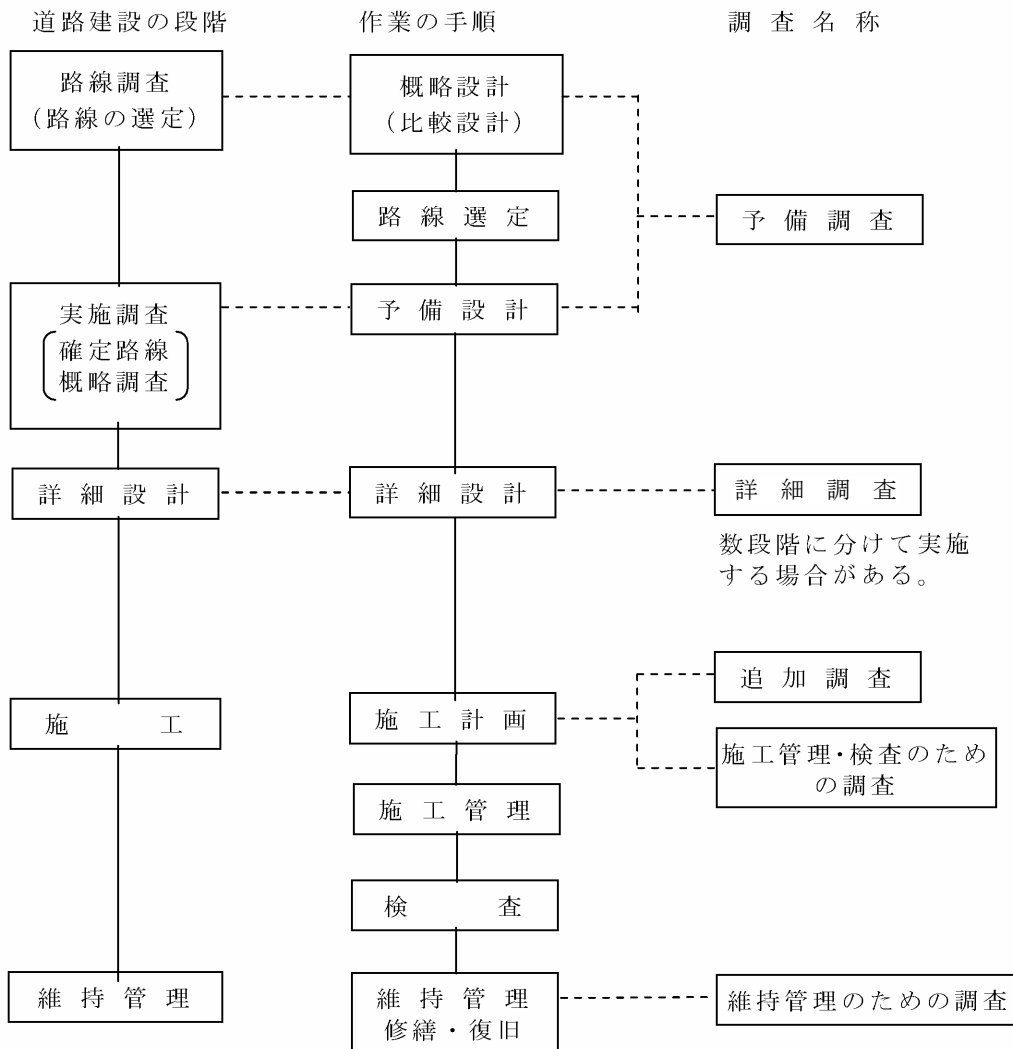 道路建設の段階
作業の手順
調査名称
路線調査
(路線の選定)
概略設計
(比較設計)
路線選定
予備調査
実施調査
確定路線
概略調査
予備設計
詳細設計
詳細設計
詳細調査
数段階に分けて実施
する場合がある。
追加調査
施工
施工計画
施工管理・検査のため
の調査
施工管理
検査
維持管理
維持管理
修繕・復旧
維持管理のための調査